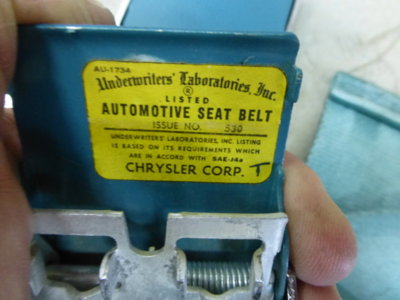 AU-1734
Underwriters' Laboratories, Inc.
®
LISTED
AUTOMOTIVE SEAT BELT
ISSUE NO. 530
UNDERWRITERS' LABORATORIES, INC. LISTING
IS BASED ON ITS REQUIREMENTS WHICH
ARE IN ACCORD WITH SAE-J4a
CHRYSLER CORP. T